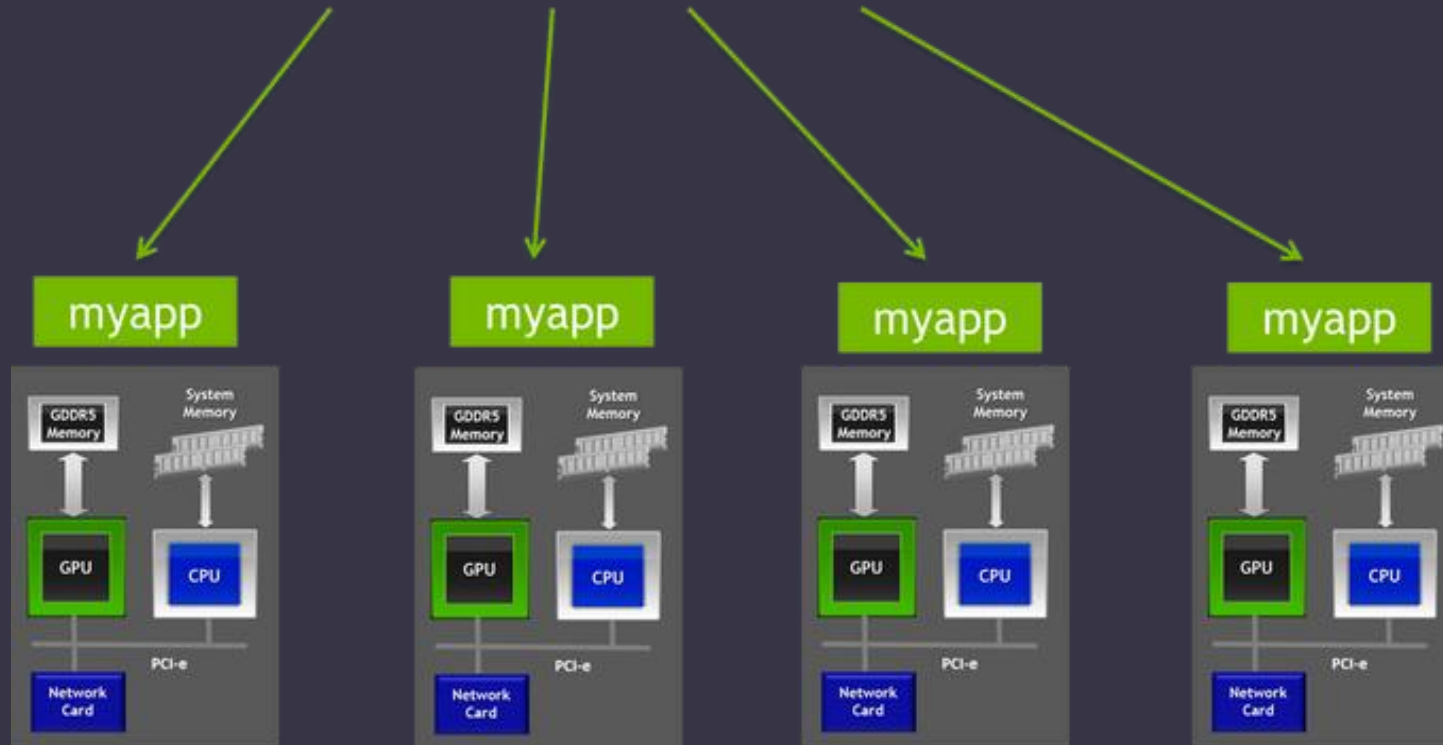 myapp
myapp
myapp
myapp
GDDR5
Memory
System
Memory
GPU
CPU
PCI-e
Network
Card
GDDR5
Memory
System
Memory
GPU
CPU
PCI-e
Network
Card
GDDR5
Memory
System
Memory
GPU
CPU
PCI-e
Network
Card
GDDR5
Memory
System
Memory
GPU
CPU
PCI-e
Network
Card